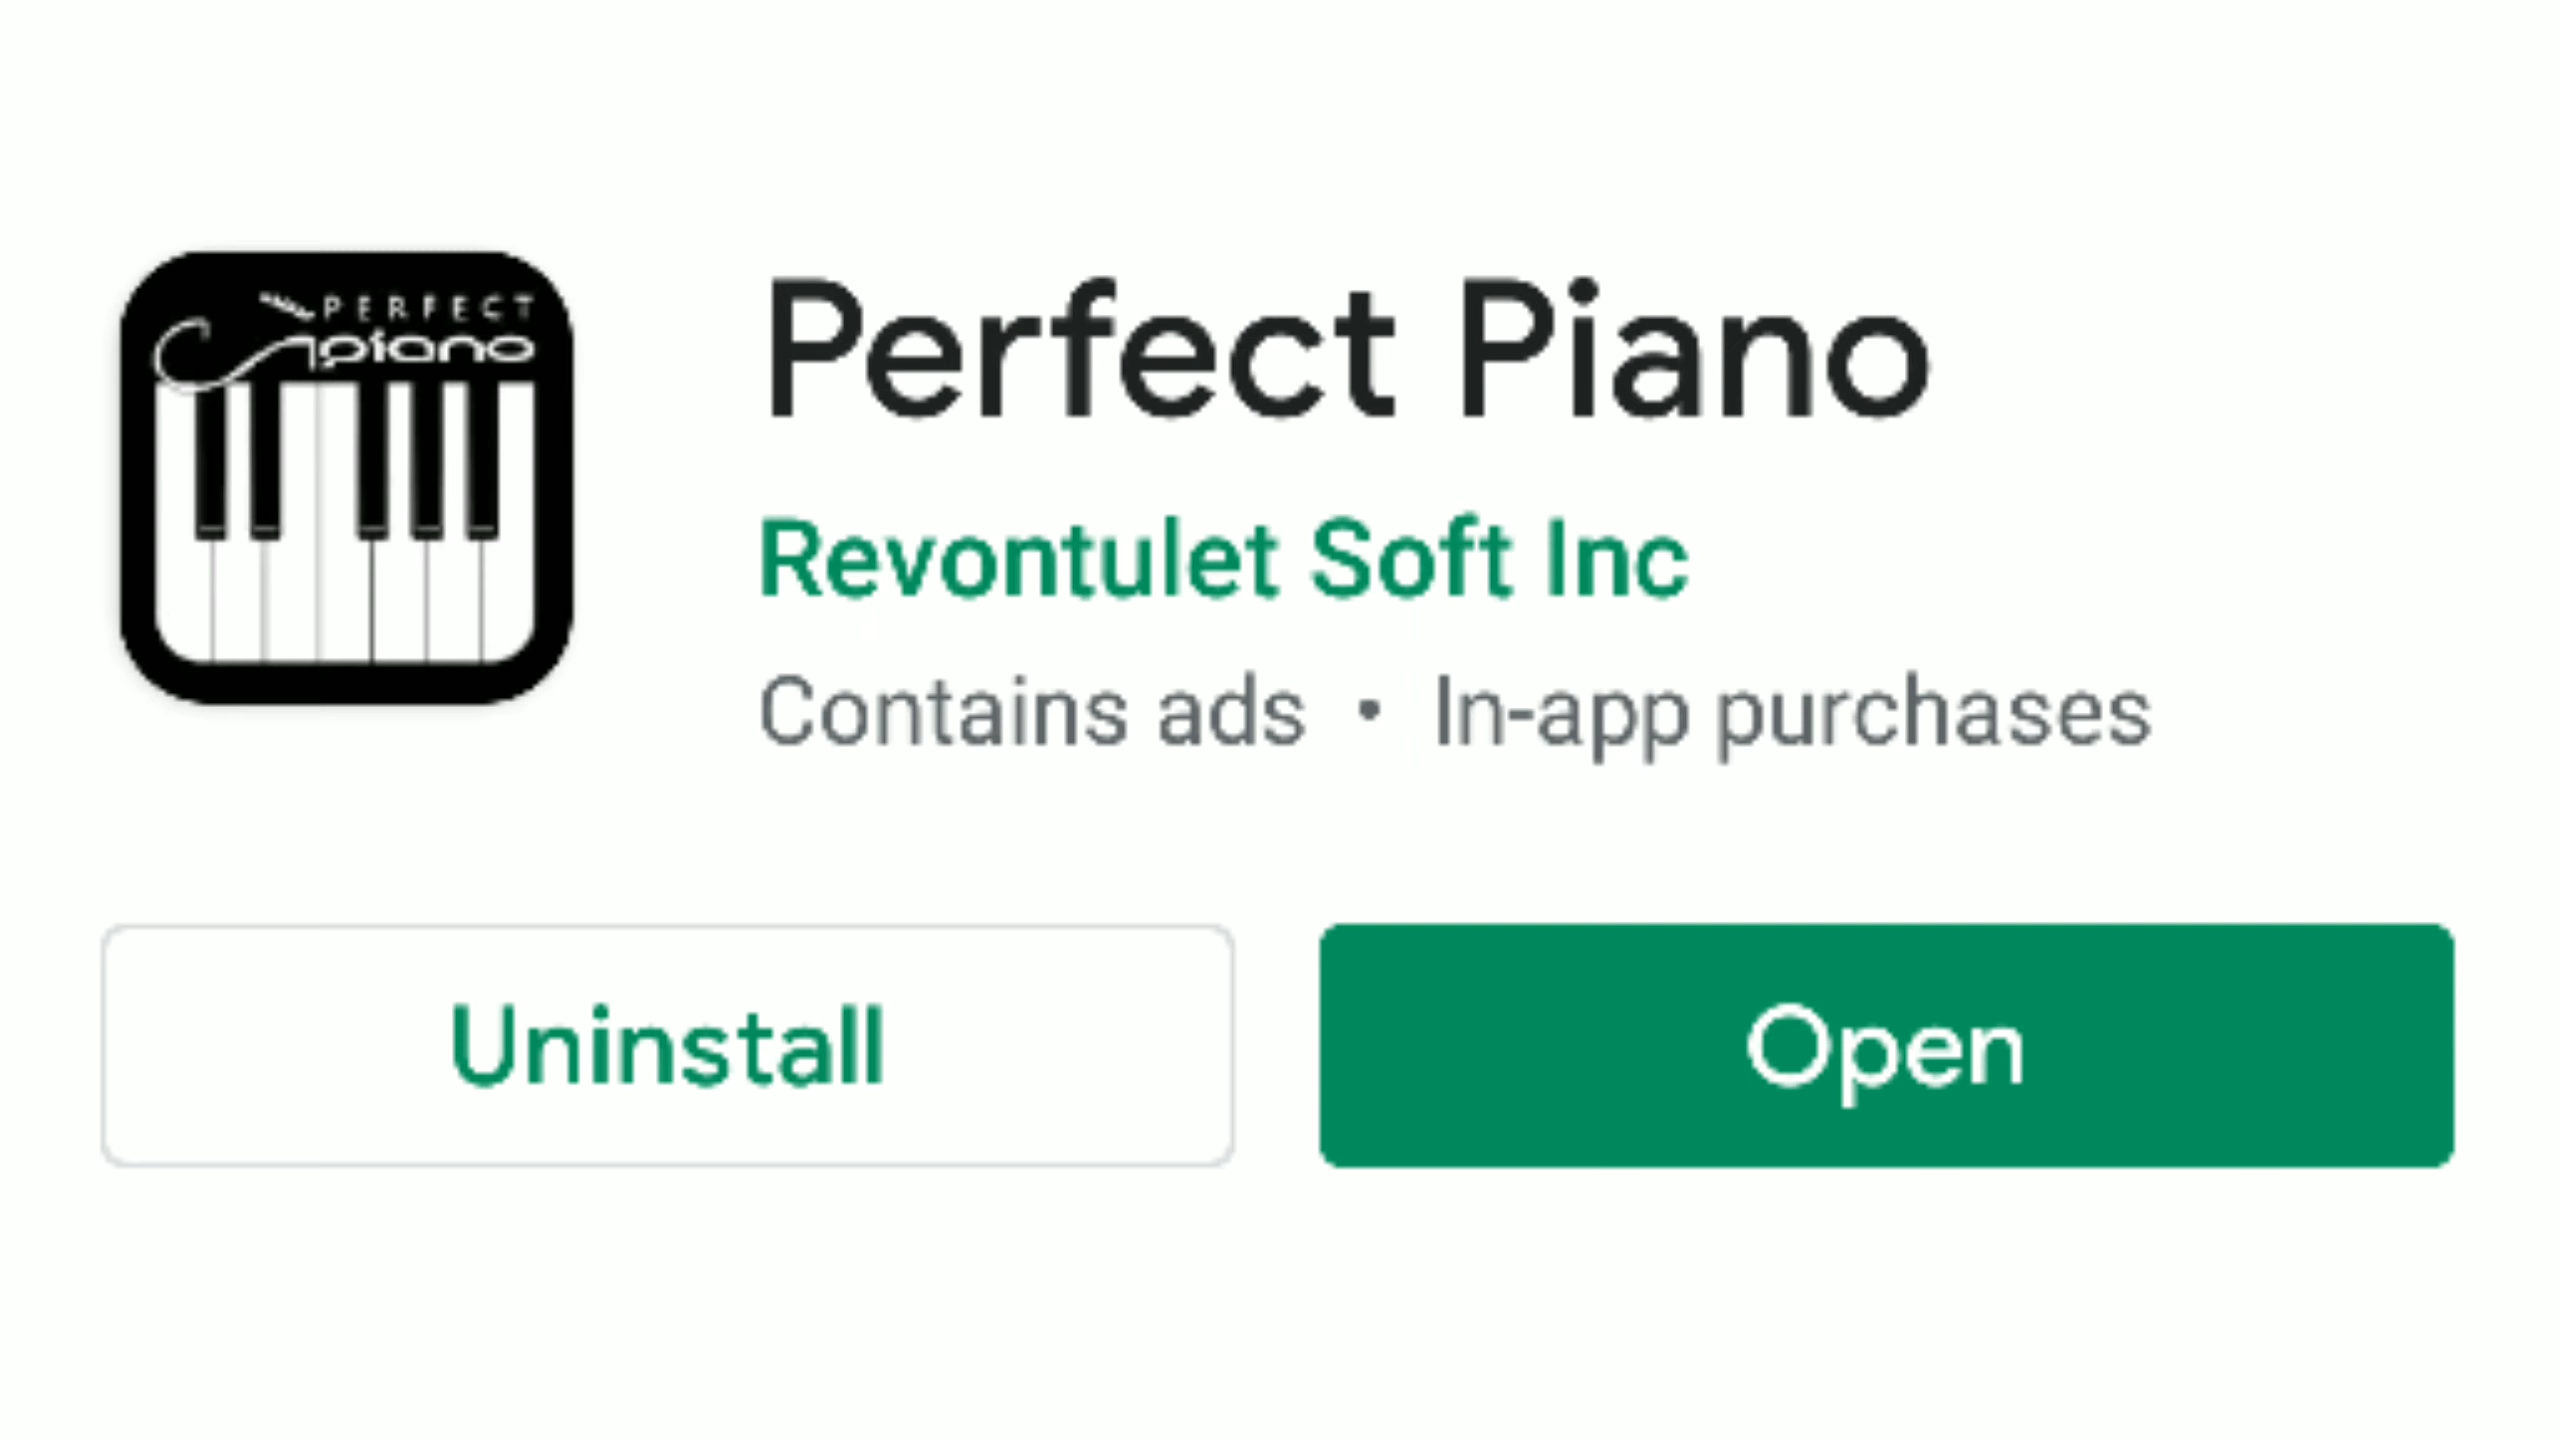 PERFECT
piano
Perfect Piano
Revontulet Soft Inc
Contains ads • In-app purchases
Uninstall
Open